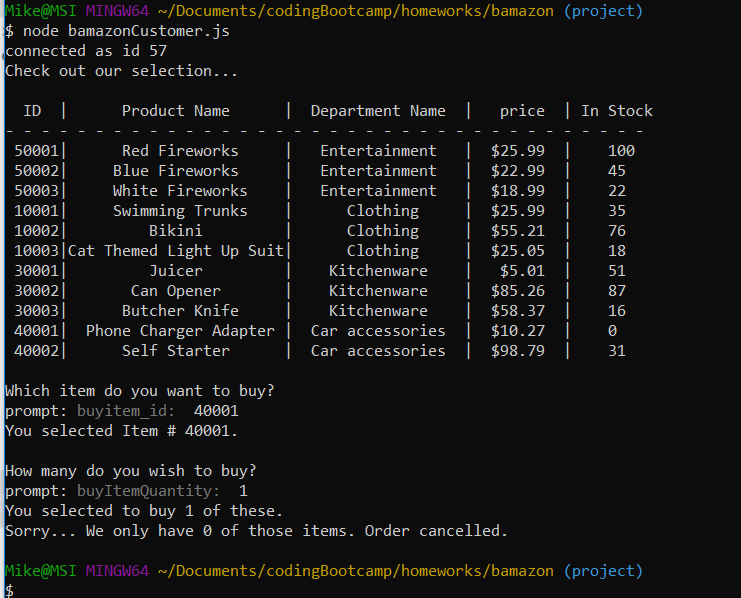 Mike@MSI MINGW64 ~/Documents/codingBootcamp/homeworks/bamazon (project)
$ node bamazonCustomer.js
connected as id 57
Check out our selection...
ID | Product Name | Department Name | price | In Stock
- - - - - - - - - - - - - - - - - - - - - - - - - - - - - - - - - - - -
50001| Red Fireworks | Entertainment | $25.99 | 100
50002| Blue Fireworks | Entertainment | $22.99 | 45
50003| White Fireworks | Entertainment | $18.99 | 22
10001| Swimming Trunks | Clothing | $25.99 | 35
10002| Bikini | Clothing | $55.21 | 76
10003|Cat Themed Light Up Suit| Clothing | $25.05 | 18
30001| Juicer | Kitchenware | $5.01 | 51
30002| Can Opener | Kitchenware | $85.26 | 87
30003| Butcher Knife | Kitchenware | $58.37 | 16
40001| Phone Charger Adapter | Car accessories | $10.27 | 0
40002| Self Starter | Car accessories | $98.79 | 31
Which item do you want to buy?
prompt: buyitem_id: 40001
You selected Item # 40001.
How many do you wish to buy?
prompt: buyItemQuantity: 1
You selected to buy 1 of these.
Sorry... We only have 0 of those items. Order cancelled.
Mike@MSI MINGW64 ~/Documents/codingBootcamp/homeworks/bamazon (project)
$